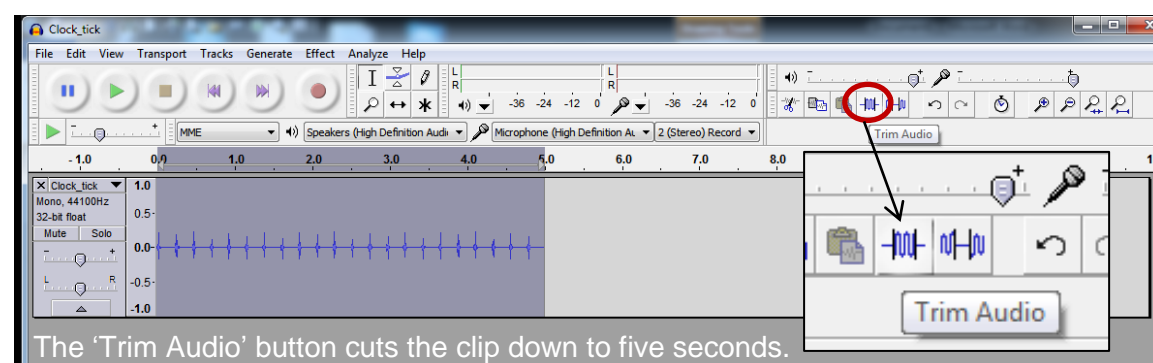 Clock_tick
File Edit View Transport Tracks Generate Effect Analyze Help
L
R
-36 -24 -12 0
L
R
-36 -24 -12 0
Trim Audio
MME
Speakers (High Definition Audi
Microphone (High Definition Au
2 (Stereo) Record
- 1.0 0.0 1.0 2.0 3.0 4.0 5.0 6.0 7.0 8.0 1
Clock_tick
Mono, 44100Hz
32-bit float
Mute Solo
- +
L R
1.0
0.5-
0.0-
-0.5-
-1.0
Trim Audio
The ‘Trim Audio’ button cuts the clip down to five seconds.